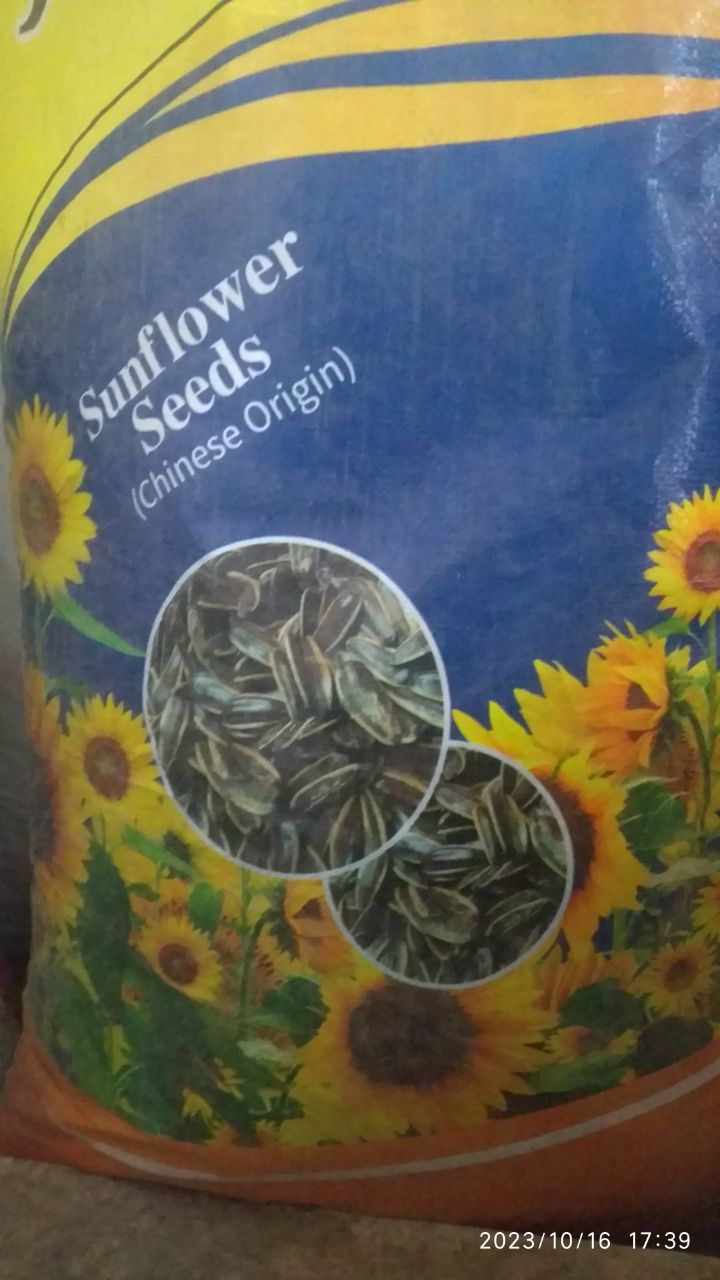 Sunflower
Seeds
(Chinese Origin)
2023/10/16 17:39